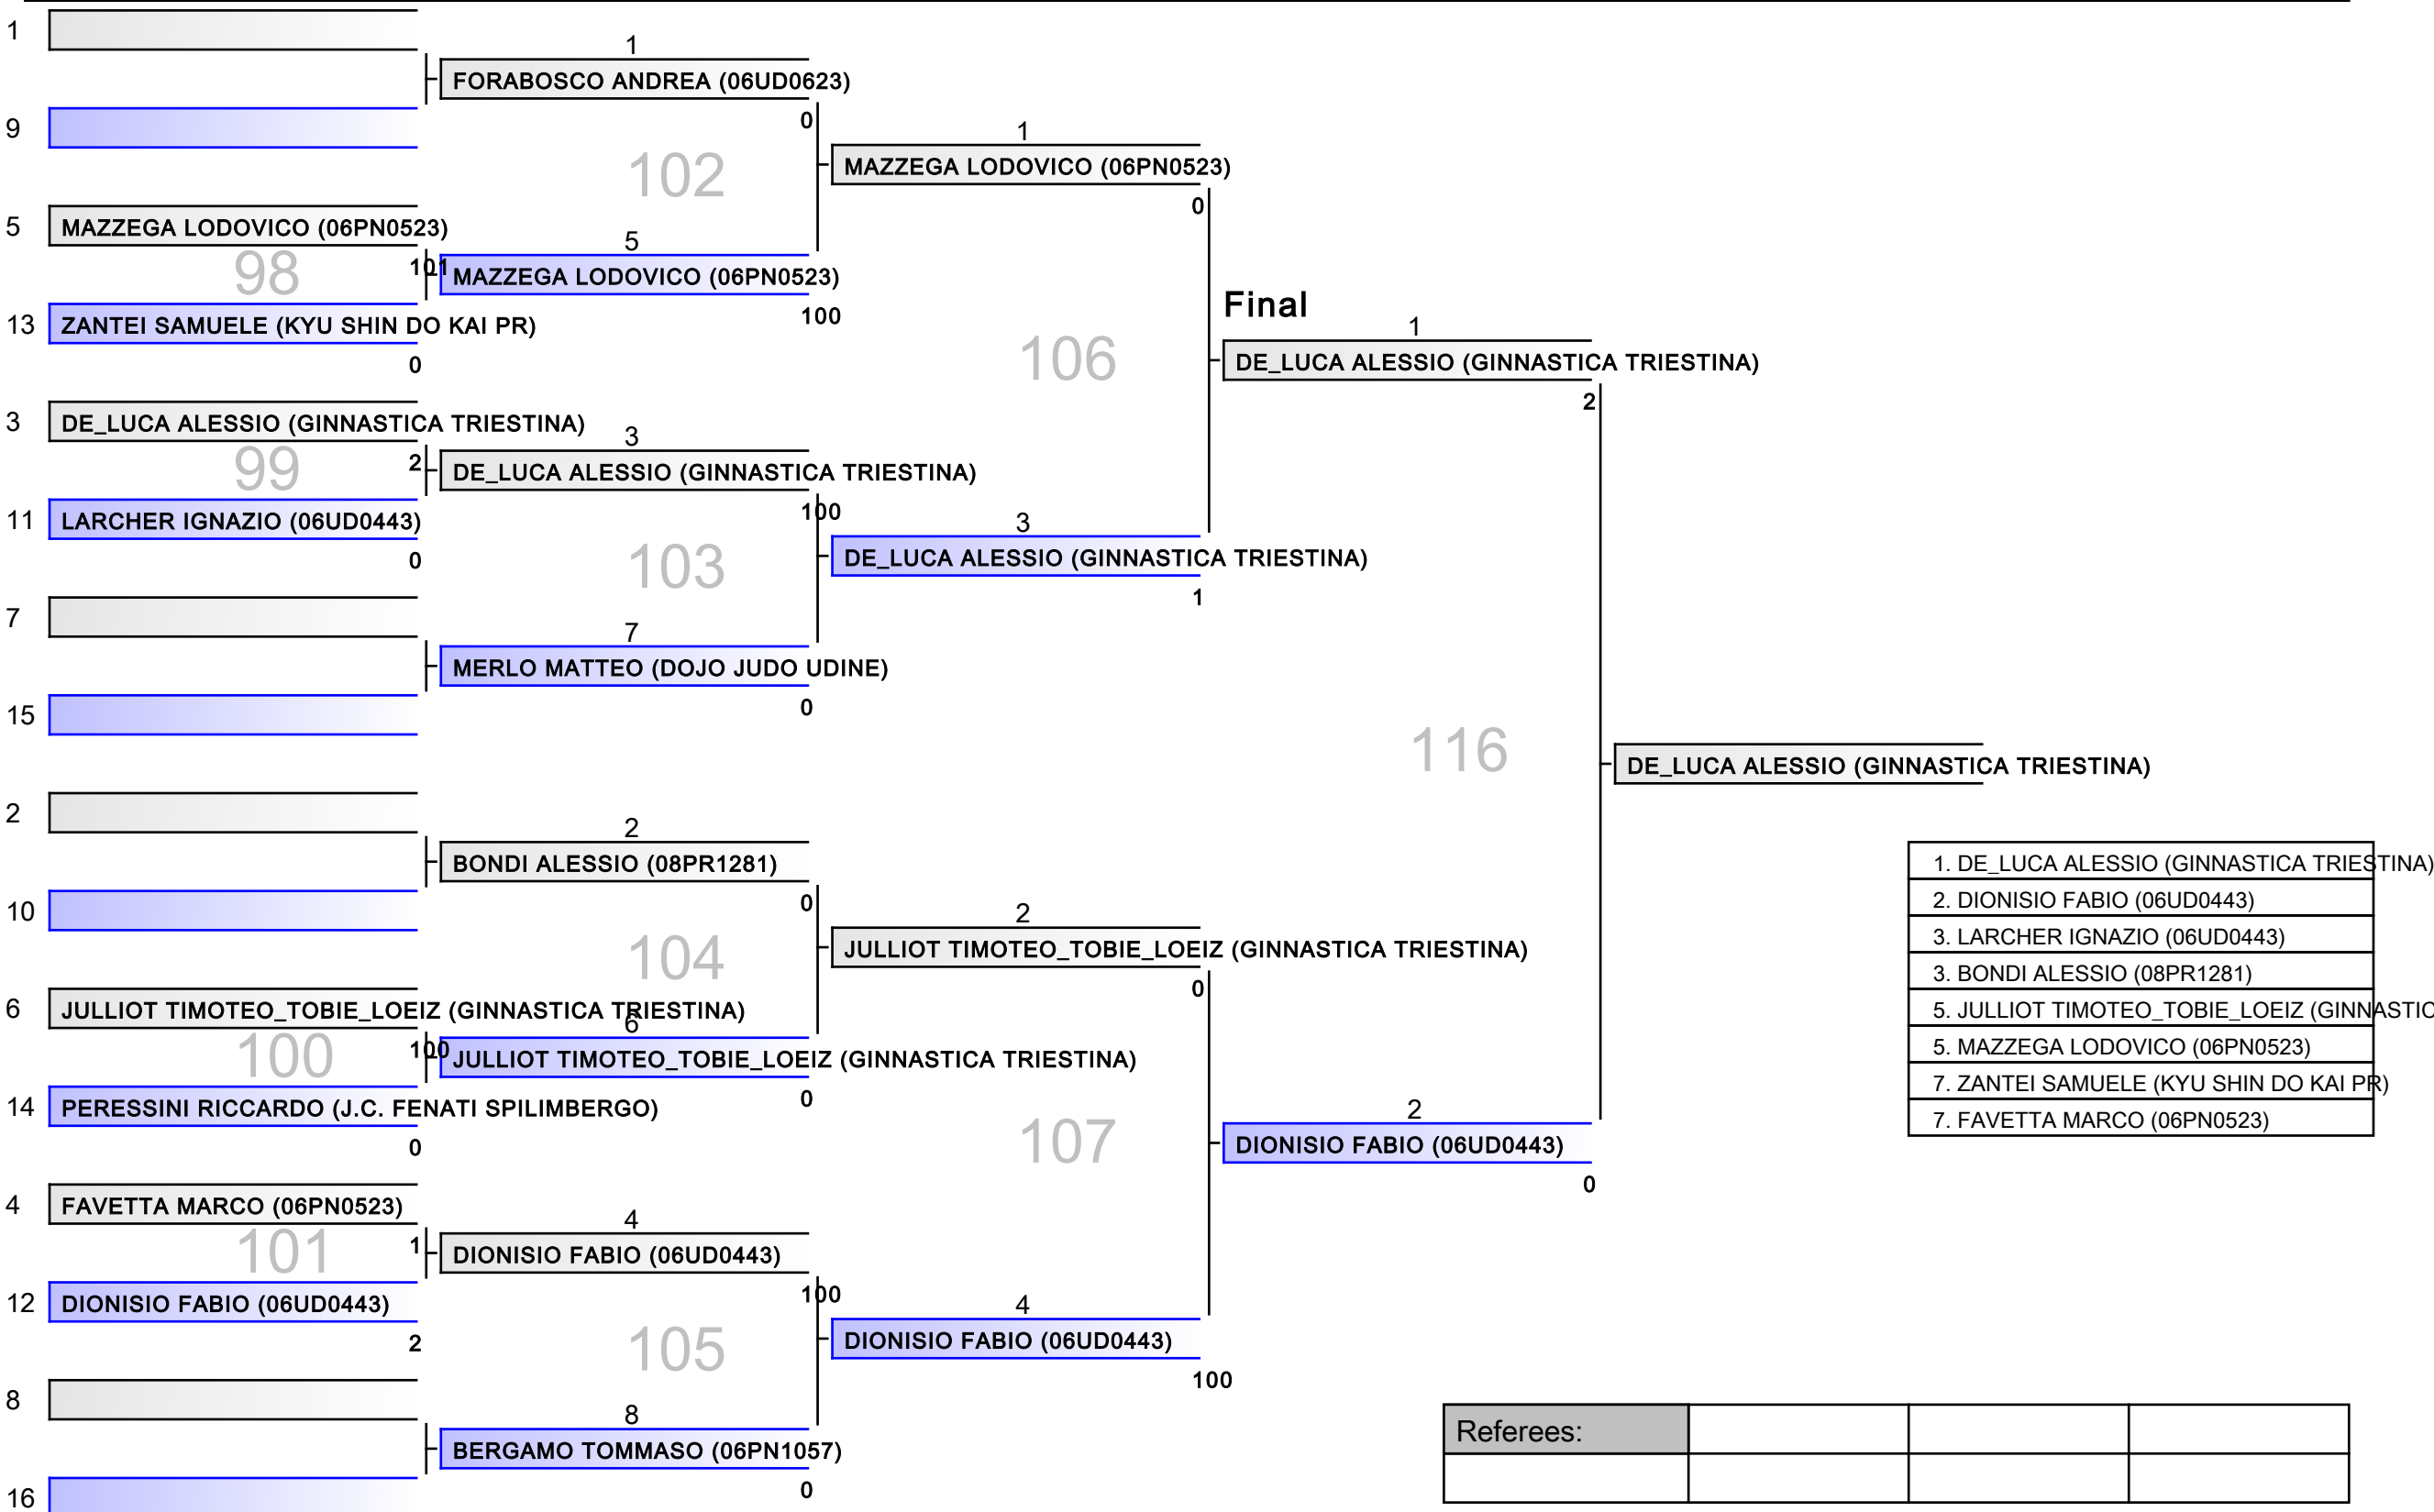 1
1
FORABOSCO ANDREA (06UD0623)
9
0
1
MAZZEGA LODOVICO (06PN0523)
102
0
5
MAZZEGA LODOVICO (06PN0523)
5
98
101
MAZZEGA LODOVICO (06PN0523)
100
13
ZANTEI SAMUELE (KYU SHIN DO KAI PR)
0
Final
1
106
DE_LUCA ALESSIO (GINNASTICA TRIESTINA)
2
3
DE_LUCA ALESSIO (GINNASTICA TRIESTINA)
3
99
2
DE_LUCA ALESSIO (GINNASTICA TRIESTINA)
100
11
LARCHER IGNAZIO (06UD0443)
0
3
103
DE_LUCA ALESSIO (GINNASTICA TRIESTINA)
1
7
7
MERLO MATTEO (DOJO JUDO UDINE)
0
15
116
DE_LUCA ALESSIO (GINNASTICA TRIESTINA)
2
2
BONDI ALESSIO (08PR1281)
0
10
2
104
JULLIOT TIMOTEO_TOBIE_LOEIZ (GINNASTICA TRIESTINA)
0
6
JULLIOT TIMOTEO_TOBIE_LOEIZ (GINNASTICA TRIESTINA)
6
100
100
JULLIOT TIMOTEO_TOBIE_LOEIZ (GINNASTICA TRIESTINA)
0
14
PERESSINI RICCARDO (J.C. FENATI SPILIMBERGO)
0
107
2
DIONISIO FABIO (06UD0443)
0
4
FAVETTA MARCO (06PN0523)
4
101
1
DIONISIO FABIO (06UD0443)
100
12
DIONISIO FABIO (06UD0443)
2
4
105
DIONISIO FABIO (06UD0443)
100
8
8
BERGAMO TOMMASO (06PN1057)
0
16
1. DE_LUCA ALESSIO (GINNASTICA TRIESTINA)
2. DIONISIO FABIO (06UD0443)
3. LARCHER IGNAZIO (06UD0443)
3. BONDI ALESSIO (08PR1281)
5. JULLIOT TIMOTEO_TOBIE_LOEIZ (GINNASTIC
5. MAZZEGA LODOVICO (06PN0523)
7. ZANTEI SAMUELE (KYU SHIN DO KAI PR)
7. FAVETTA MARCO (06PN0523)
Referees: